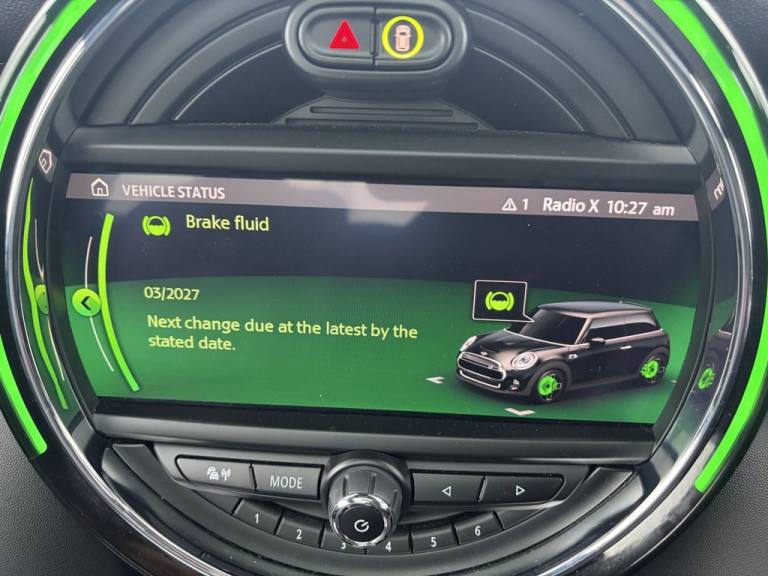 VEHICLE STATUS
1 Radio X 10:27 am
Brake fluid
03/2027
Next change due at the latest by the
stated date.
MODE
1 2 3 4 5 6